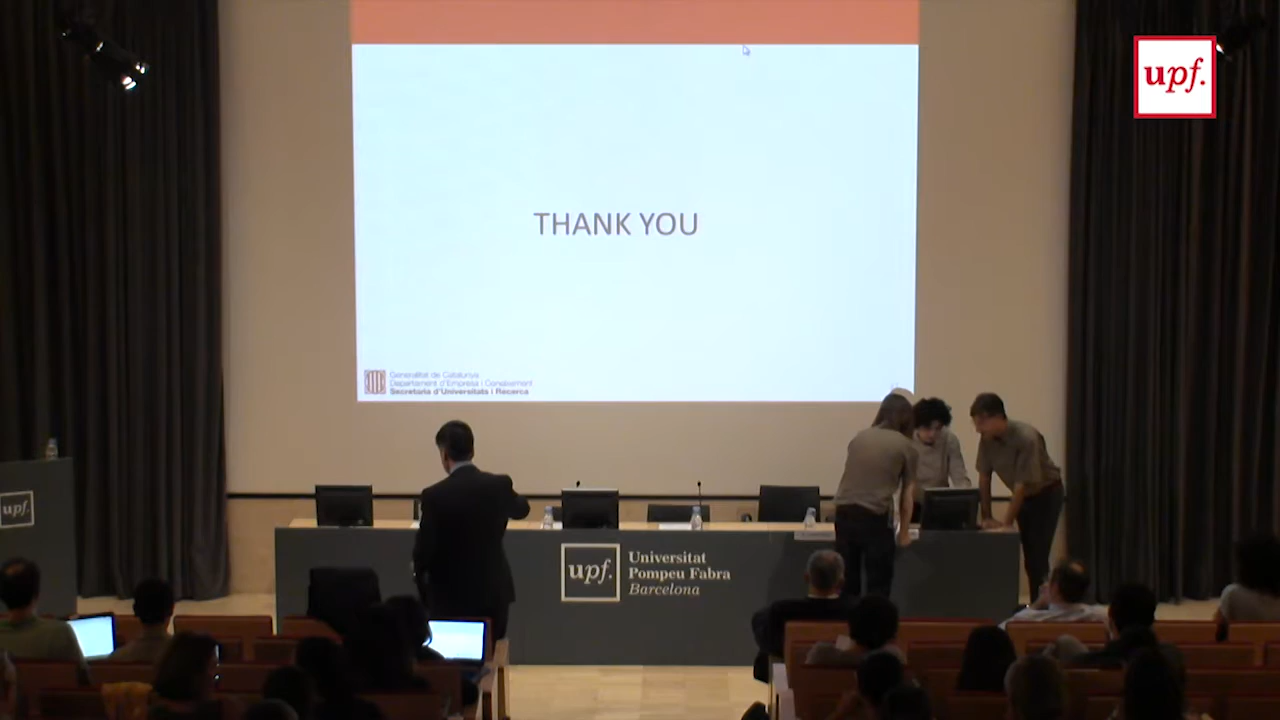 upf.
THANK YOU
Generalitat de Catalunya
Departament d'Empresa i Coneixement
Secretaria d'Universitats i Recerca
upf.
upf.
Universitat
Pompeu Fabra
Barcelona